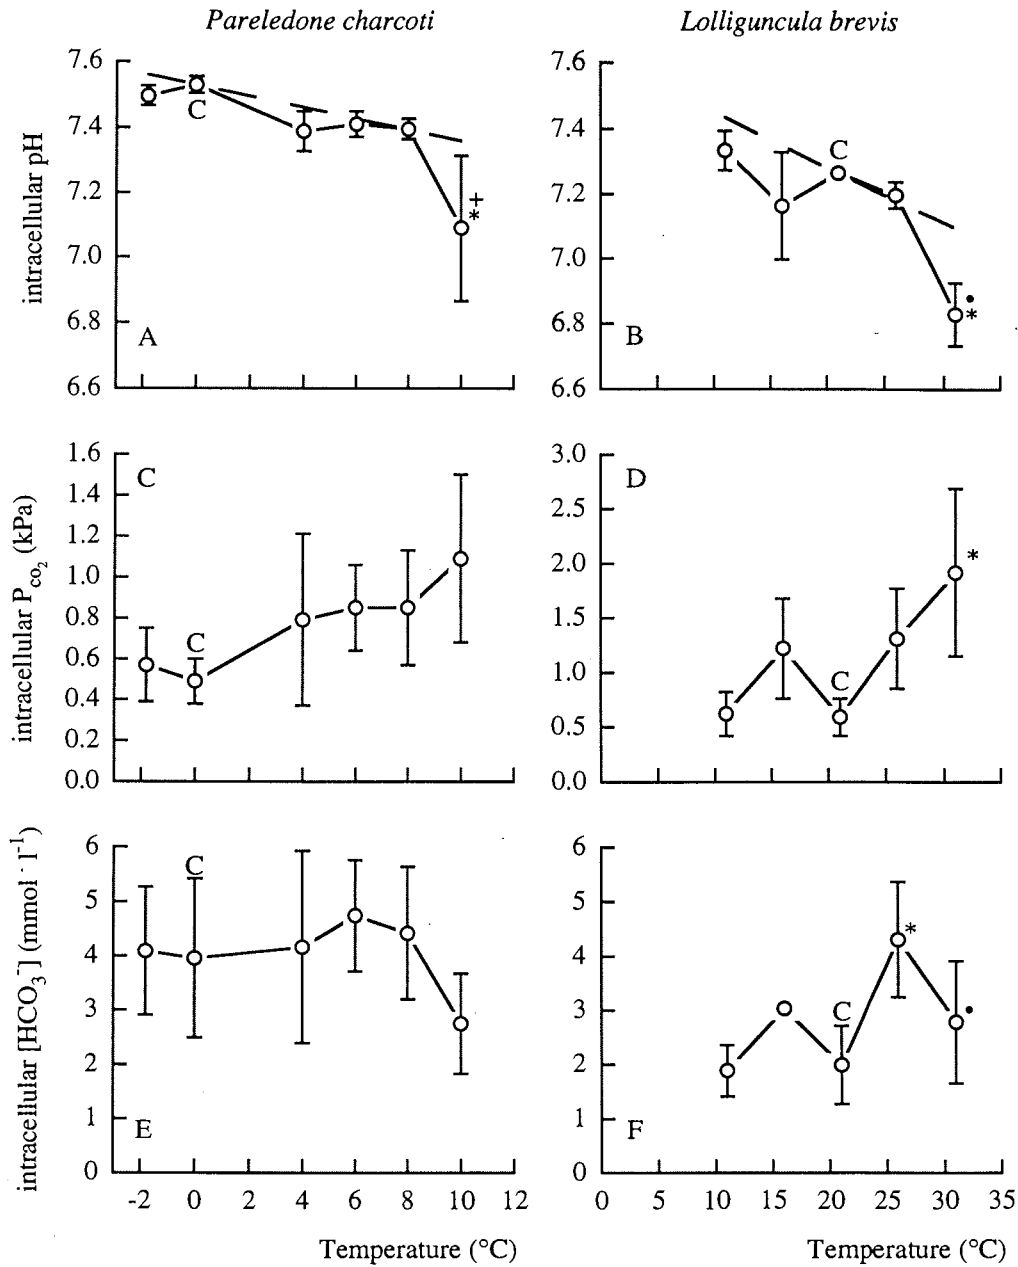 Pareledone charcoti
Lolliguncula brevis
intracellular pH
7.6
7.4
7.2
7.0
6.8
6.6
C
*+
A
7.6
7.4
7.2
7.0
6.8
6.6
C
•
*
B
intracellular P_co₂ (kPa)
1.6
1.4
1.2
1.0
0.8
0.6
0.4
0.2
0.0
C
C
3.0
2.5
2.0
1.5
1.0
0.5
0.0
D
C
*
intracellular [HCO₃⁻] (mmol · l⁻¹)
6
5
4
3
2
1
0
C
E
6
5
4
3
2
1
0
C
*
•
F
-2 0 2 4 6 8 10 12
0 5 10 15 20 25 30 35
Temperature (°C)
Temperature (°C)